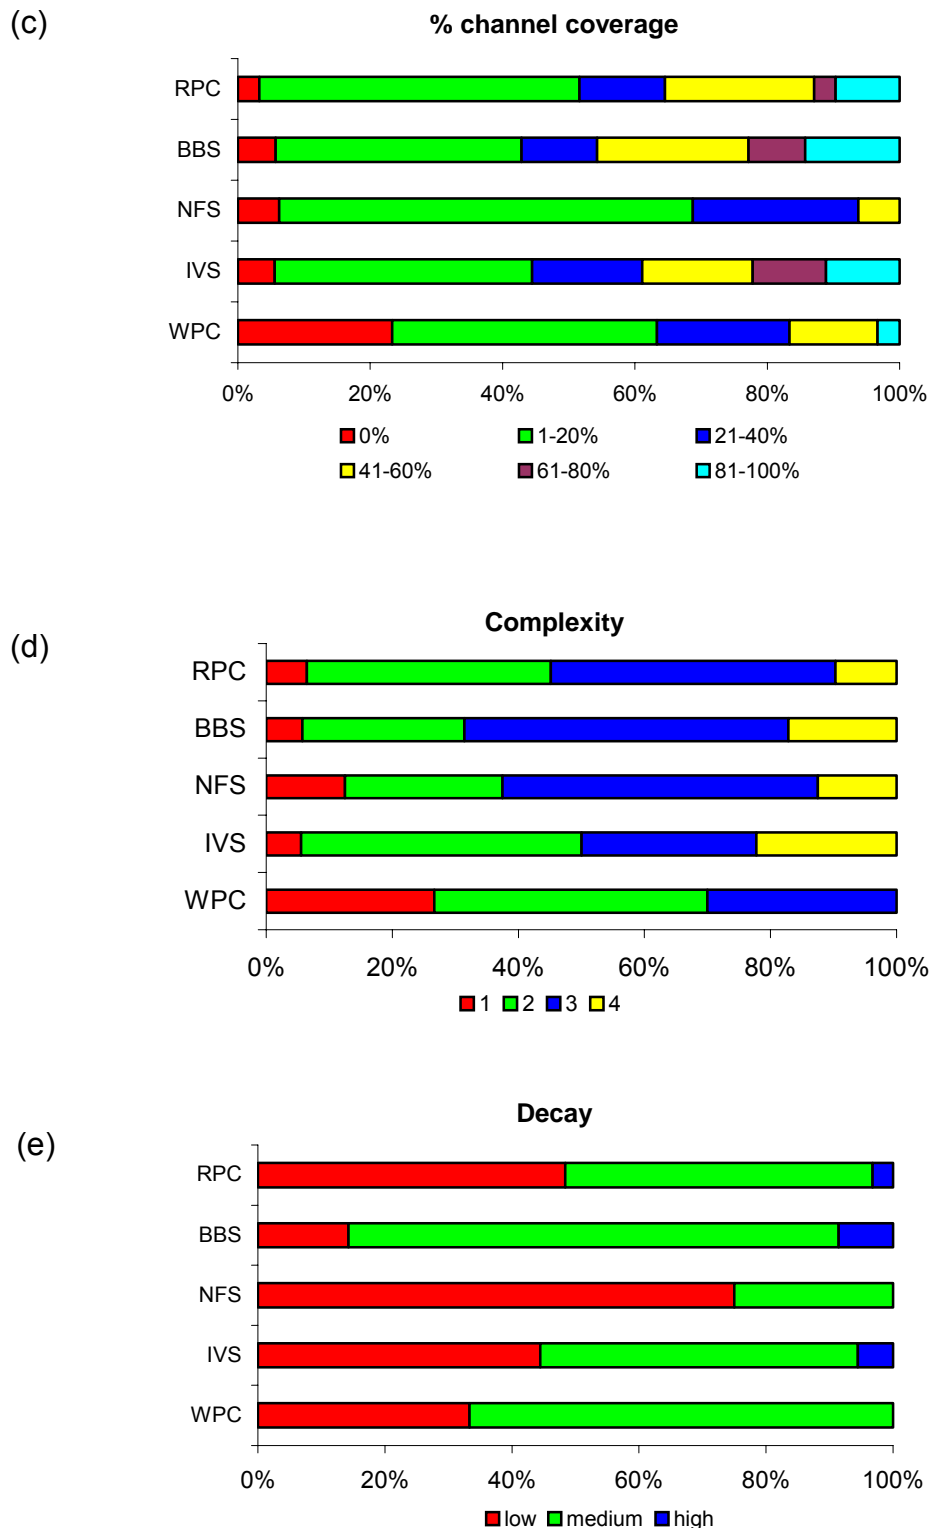 (c)
% channel coverage
RPC
BBS
NFS
IVS
WPC
0% 20% 40% 60% 80% 100%
0% 1-20% 21-40%
41-60% 61-80% 81-100%
(d)
Complexity
RPC
BBS
NFS
IVS
WPC
0% 20% 40% 60% 80% 100%
1 2 3 4
(e)
Decay
RPC
BBS
NFS
IVS
WPC
0% 20% 40% 60% 80% 100%
low medium high